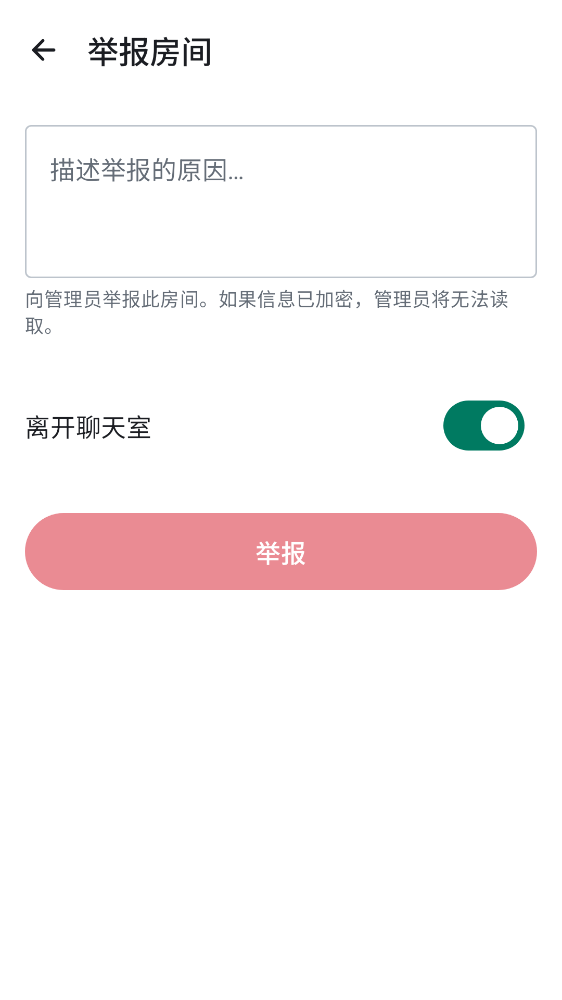 举报房间
描述举报的原因...
向管理员举报此房间。如果信息已加密，管理员将无法读
取。
离开聊天室
举报